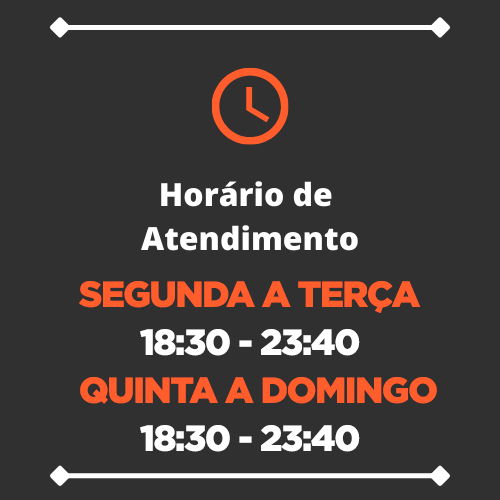 Horário de
Atendimento
SEGUNDA A TERÇA
18:30 - 23:40
QUINTA A DOMINGO
18:30 - 23:40